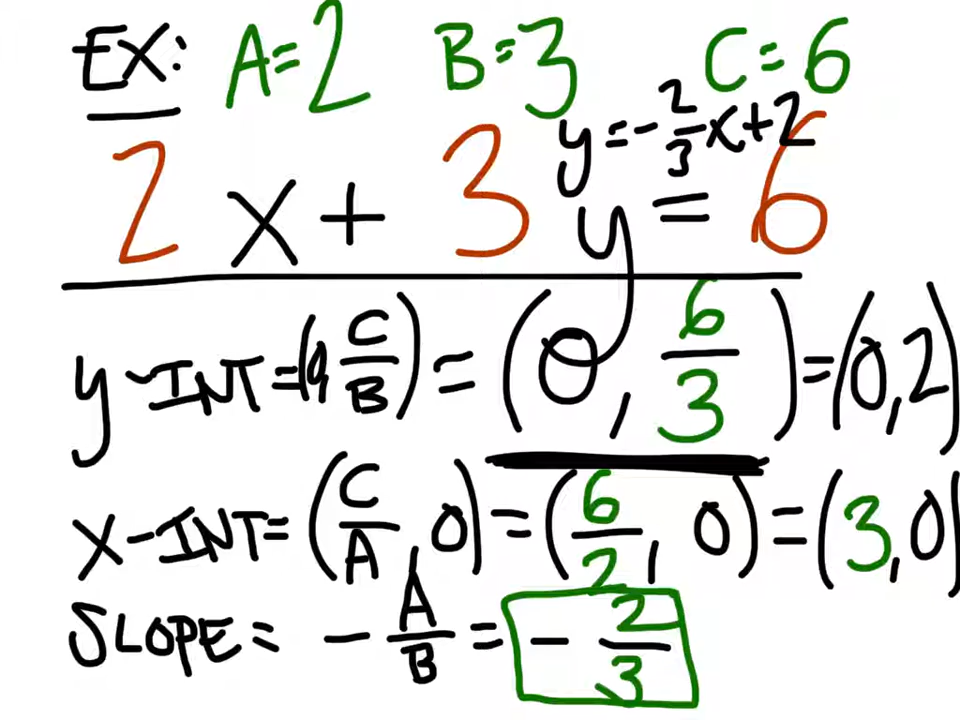 EX: A=2 B=3 C=6
y=-2/3x+2
2x+3y=6
y-INT=(0,C/B)=(0,6/3)=(0,2)
x-INT=(C/A,0)=(6/2,0)=(3,0)
SLOPE=-A/B=-2/3